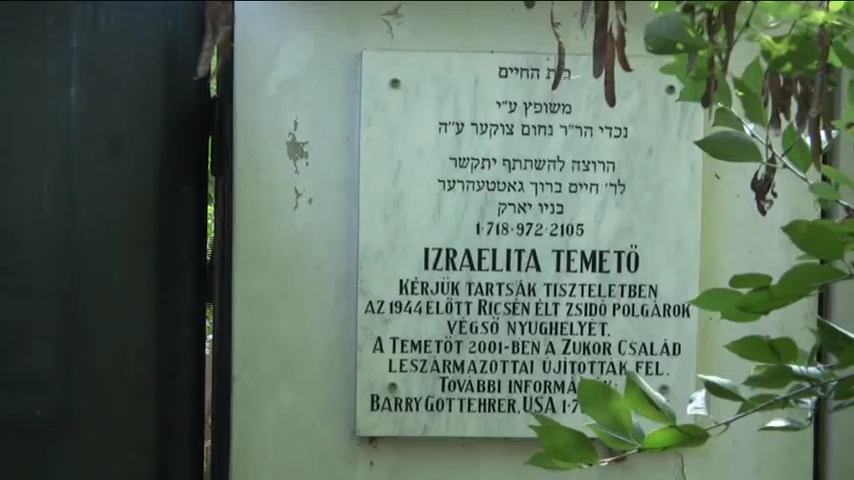 בית החיים
משופץ ע״י
נכדי הר״ר נחום צוקער ע״ה
הרוצה להשתתף יתקשר
לר׳ חיים ברוך גאטטעהרער
בניו יארק
1-718-972-2105
IZRAELITA TEMETŐ
KÉRJÜK TARTSÁK TISZTELETBEN
AZ 1944 ELŐTT RICSÉN ÉLT ZSIDÓ POLGÁROK
VÉGSŐ NYUGHELYÉT.
A TEMETŐT 2001-BEN A ZUKOR CSALÁD
LESZÁRMAZOTTAI ÚJÍTOTTÁK FEL.
TOVÁBBI INFORMÁCIÓ:
BARRY GOTTEHRER, USA 1-7